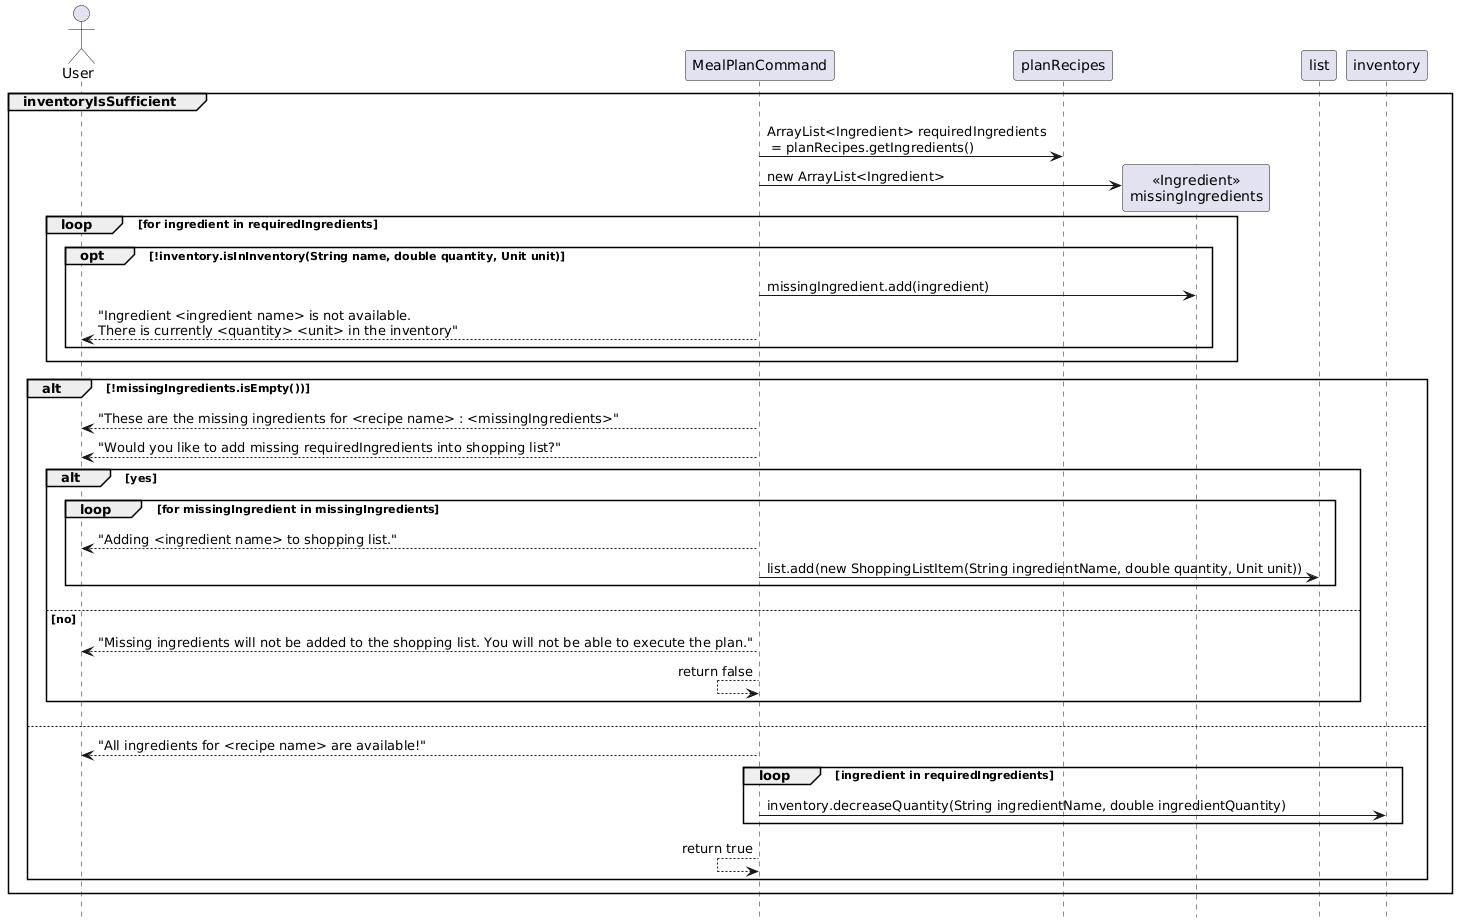 User
MealPlanCommand
planRecipes
list
inventory
inventoryIsSufficient
ArrayList<Ingredient> requiredIngredients
= planRecipes.getIngredients()
new ArrayList<Ingredient>
«Ingredient»
missingIngredients
loop [for ingredient in requiredIngredients]
opt [!inventory.isInInventory(String name, double quantity, Unit unit)]
missingIngredient.add(ingredient)
"Ingredient <ingredient name> is not available.
There is currently <quantity> <unit> in the inventory"
alt [!missingIngredients.isEmpty())]
"These are the missing ingredients for <recipe name> : <missingIngredients>"
"Would you like to add missing requiredIngredients into shopping list?"
alt [yes]
loop [for missingIngredient in missingIngredients]
"Adding <ingredient name> to shopping list."
list.add(new ShoppingListItem(String ingredientName, double quantity, Unit unit))
[no]
"Missing ingredients will not be added to the shopping list. You will not be able to execute the plan."
return false
"All ingredients for <recipe name> are available!"
loop [ingredient in requiredIngredients]
inventory.decreaseQuantity(String ingredientName, double ingredientQuantity)
return true